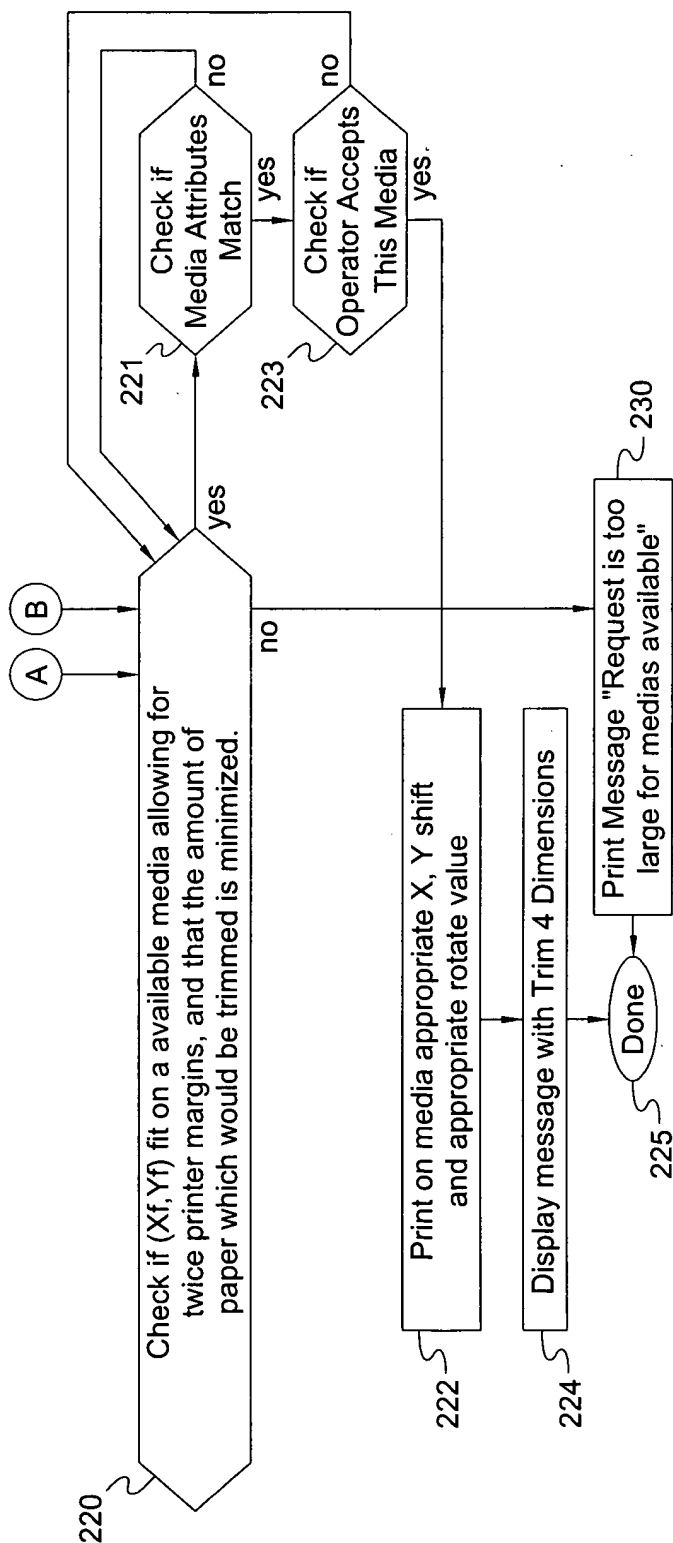 A
B
220
Check if (Xf,Yf) fit on a available media allowing for
twice printer margins, and that the amount of
paper which would be trimmed is minimized.
yes
no
221
Check if
Media Attributes
Match
no
yes
223
Check if
Operator Accepts
This Media
no
yes.
222
Print on media appropriate X, Y shift
and appropriate rotate value
224
Display message with Trim 4 Dimensions
230
Print Message "Request is too
large for medias available"
Done
225